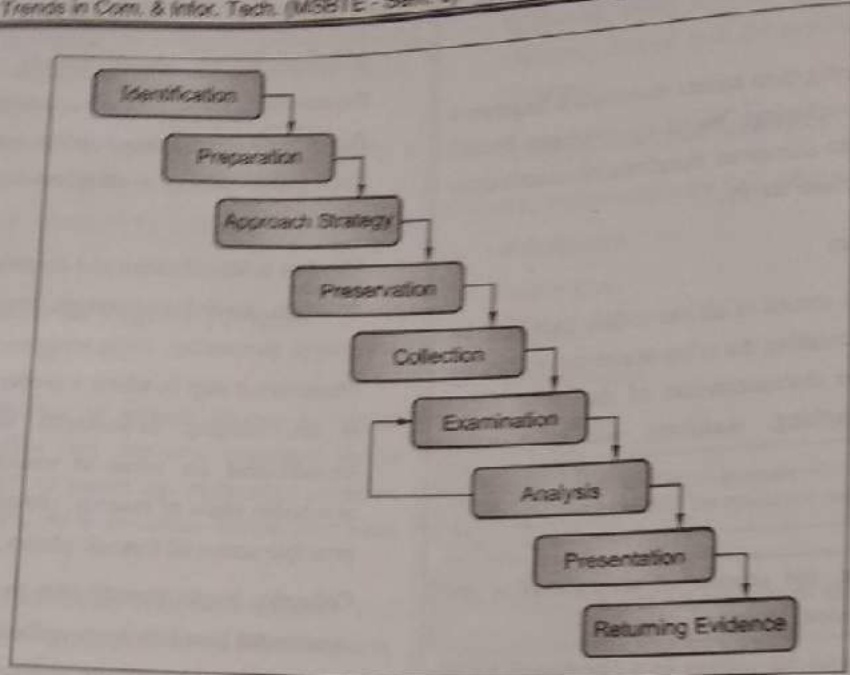 Trends in Com. & Infor. Tech. (MSBTE -
Identification
Preparation
Approach Strategy
Preservation
Collection
Examination
Analysis
Presentation
Returning Evidence